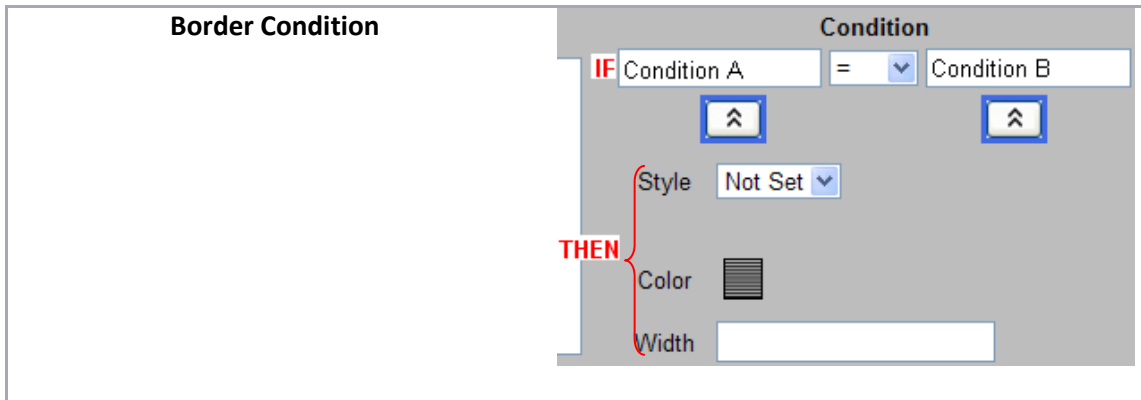 Border Condition
Condition
IF Condition A = Condition B
Style Not Set
THEN
Color
Width